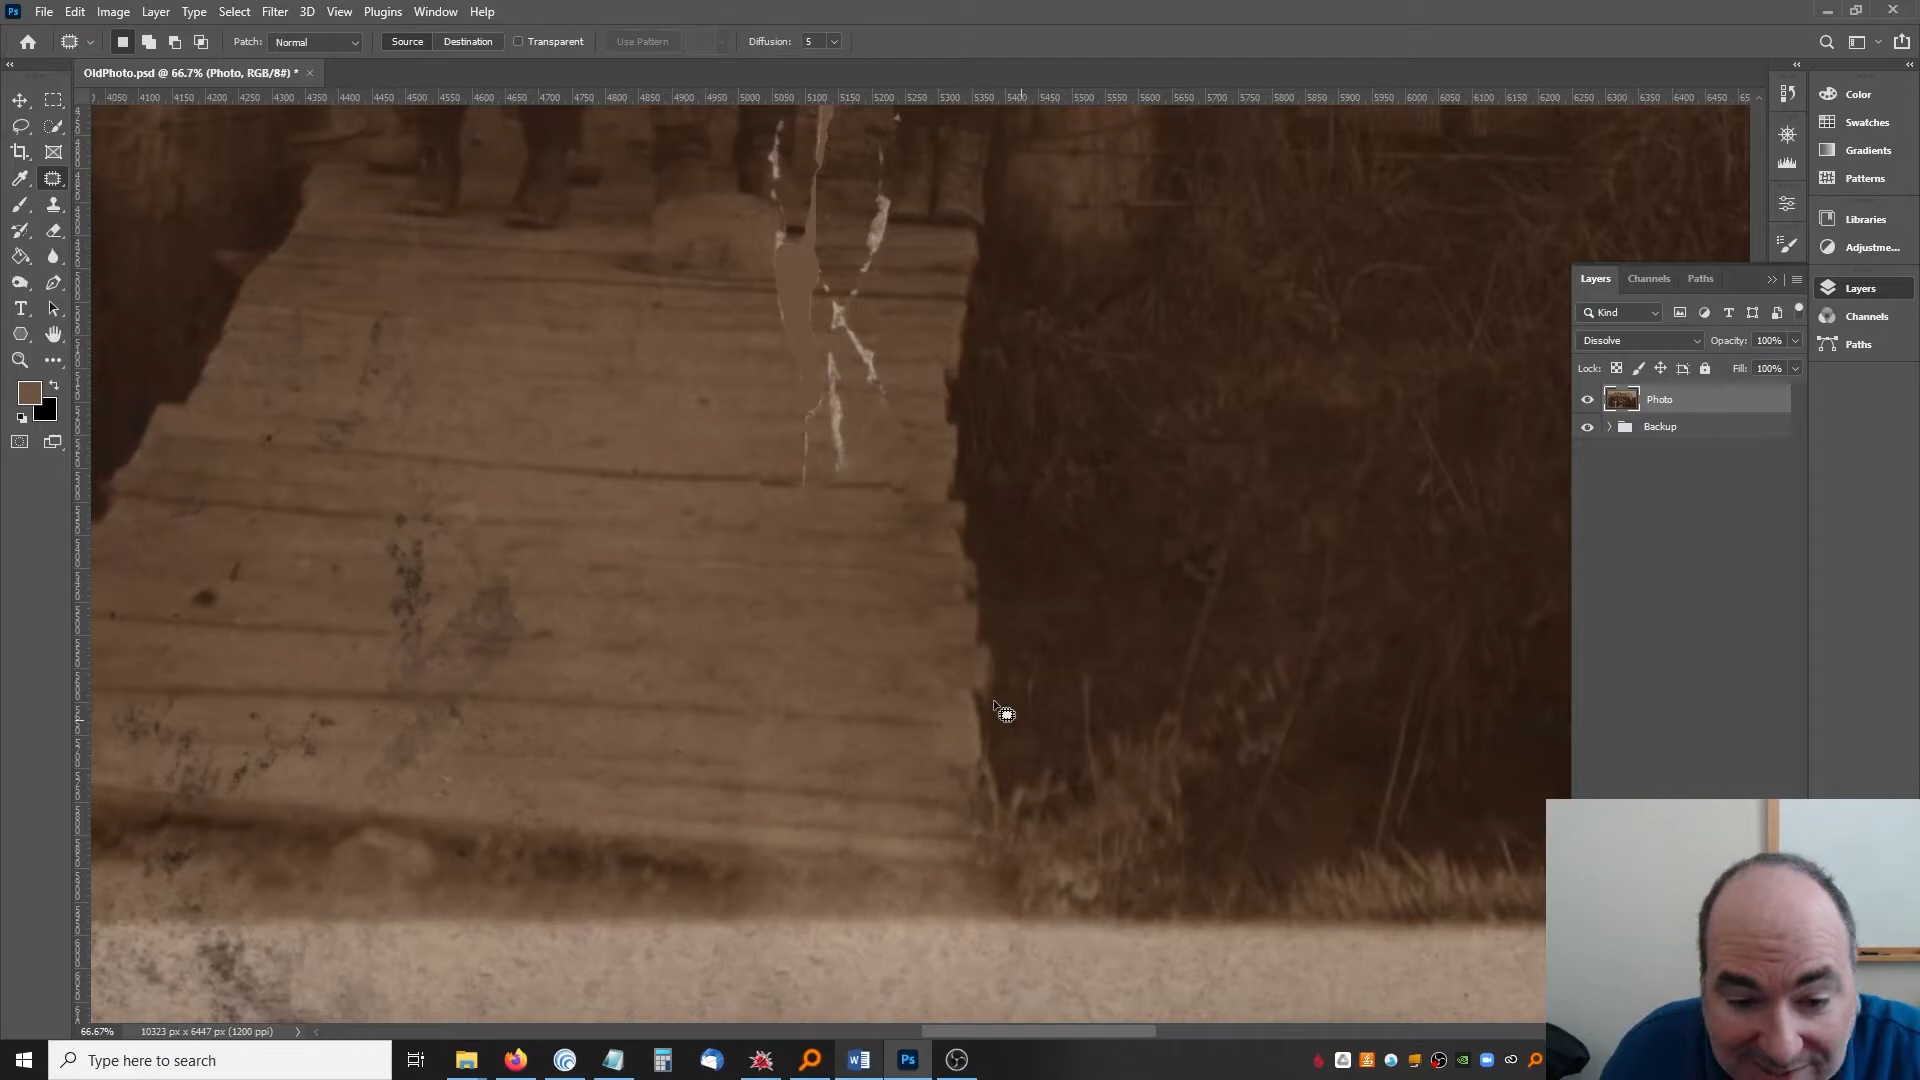 Ps File Edit Image Layer Type Select Filter 3D View Plugins Window Help
Patch: Normal Source Destination Transparent Use Pattern Diffusion: 5
OldPhoto.psd @ 66.7% (Photo, RGB/8#) * ×
4050 4100 4150 4200 4250 4300 4350 4400 4450 4500 4550 4600 4650 4700 4750 4800 4850 4900 4950 5000 5050 5100 5150 5200 5250 5300 5350 5400 5450 5500 5550 5600 5650 5700 5750 5800 5850 5900 5950 6000 6050 6100 6150 6200 6250 6300 6350 6400 6450 65
Color
Swatches
Gradients
Patterns
Libraries
Adjustme...
Layers
Channels
Paths
Layers Channels Paths
Kind
Dissolve Opacity: 100%
Lock: Fill: 100%
Photo
Backup
66.67% 10323 px x 6447 px (1200 ppi)
Type here to search
Ps